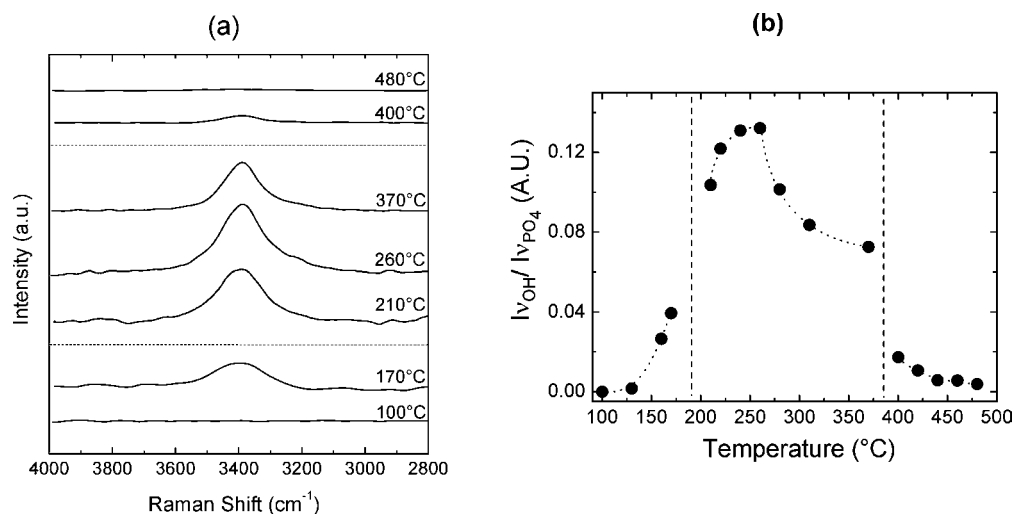 (a)
480°C
400°C
370°C
260°C
210°C
170°C
100°C
4000 3800 3600 3400 3200 3000 2800
Raman Shift (cm⁻¹)
Intensity (a.u.)
(b)
0.12
0.08
0.04
0.00
100 150 200 250 300 350 400 450 500
Temperature (°C)
Iν_OH/ Iν_PO₄ (A.U.)